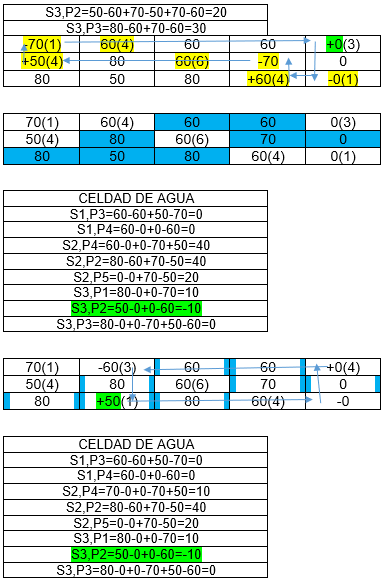 S3,P2=50-60+70-50+70-60=20
S3,P3=80-60+70-60=30
-70(1) 60(4) 60 60 +0(3)
+50(4) 80 60(6) -70 0
80 50 80 +60(4) -0(1)
70(1) 60(4) 60 60 0(3)
50(4) 80 60(6) 70 0
80 50 80 60(4) 0(1)
CELDAD DE AGUA
S1,P3=60-60+50-70=0
S1,P4=60-0+0-60=0
S2,P4=60-0+0-70+50=40
S2,P2=80-60+70-50=40
S2,P5=0-0+70-50=20
S3,P1=80-0+0-70=10
S3,P2=50-0+0-60=-10
S3,P3=80-0+0-70+50-60=0
70(1) -60(3) 60 60 +0(4)
50(4) 80 60(6) 70 0
80 +50(1) 80 60(4) -0
CELDAD DE AGUA
S1,P3=60-60+50-70=0
S1,P4=60-0+0-60=0
S2,P4=70-0+0-70+50=10
S2,P2=80-60+70-50=40
S2,P5=0-0+70-50=20
S3,P1=80-0+0-70=10
S3,P2=50-0+0-60=-10
S3,P3=80-0+0-70+50-60=0